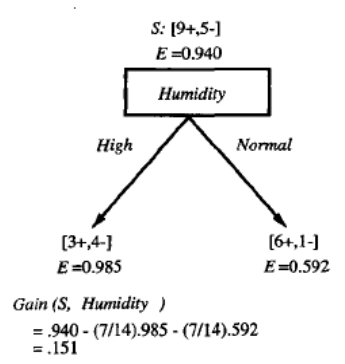 S: [9+,5-]
E =0.940
Humidity
High Normal
[3+,4-] [6+,1-]
E=0.985 E=0.592
Gain (S, Humidity )
= .940 - (7/14).985 - (7/14).592
= .151